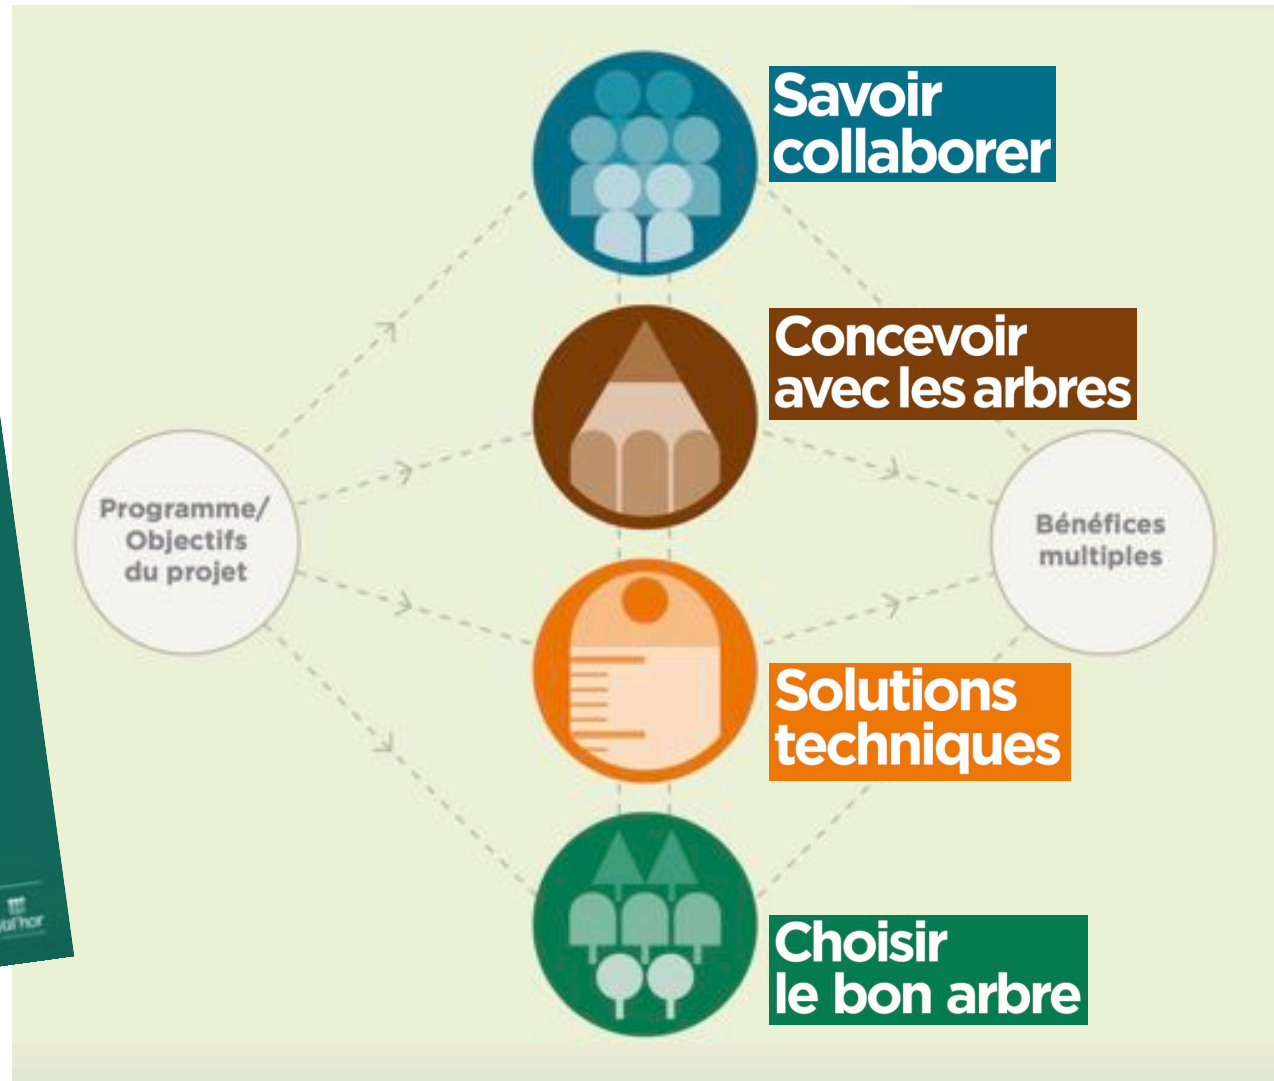 Savoir
collaborer
Concevoir
avec les arbres
Programme/
Objectifs
du projet
Bénéfices
multiples
Solutions
techniques
Choisir
le bon arbre